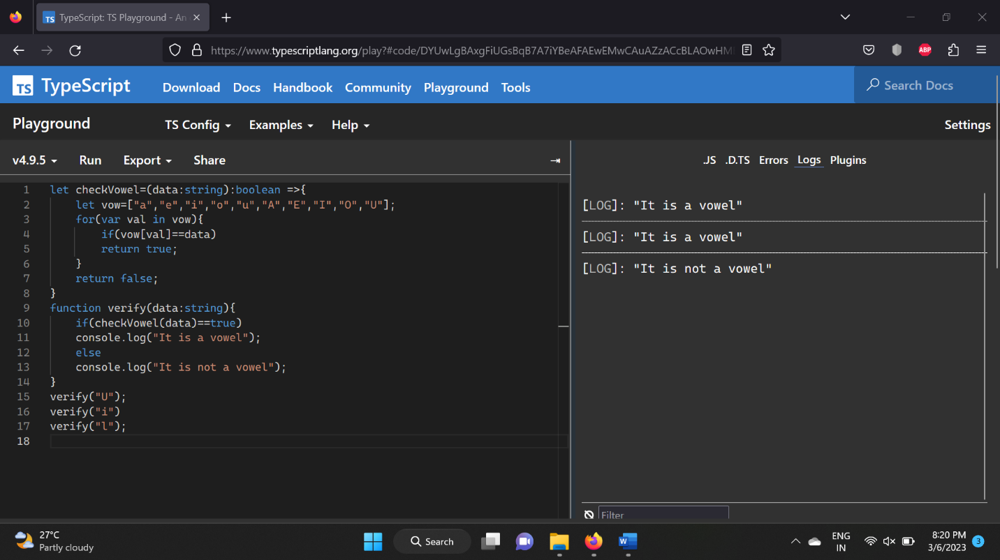 TS TypeScript: TS Playground - An
https://www.typescriptlang.org/play?#code/DYUwLgBAxgFiUGsBqB7A7iYBeAFAEwEMwCAuAZzACcBLAOwHM
ABP
TS TypeScript Download Docs Handbook Community Playground Tools Search Docs
Playground TS Config Examples Help Settings
v4.9.5 Run Export Share
.JS .D.TS Errors Logs Plugins
1 let checkVowel=(data:string):boolean =>{
2 let vow=["a","e","i","o","u","A","E","I","O","U"];
3 for(var val in vow){
4 if(vow[val]==data)
5 return true;
6 }
7 return false;
8 }
9 function verify(data:string){
10 if(checkVowel(data)==true)
11 console.log("It is a vowel");
12 else
13 console.log("It is not a vowel");
14 }
15 verify("U");
16 verify("i")
17 verify("l");
18
[LOG]: "It is a vowel"
[LOG]: "It is a vowel"
[LOG]: "It is not a vowel"
Filter
27°C
Partly cloudy
Search
W
ENG
IN
8:20 PM
3/6/2023
3